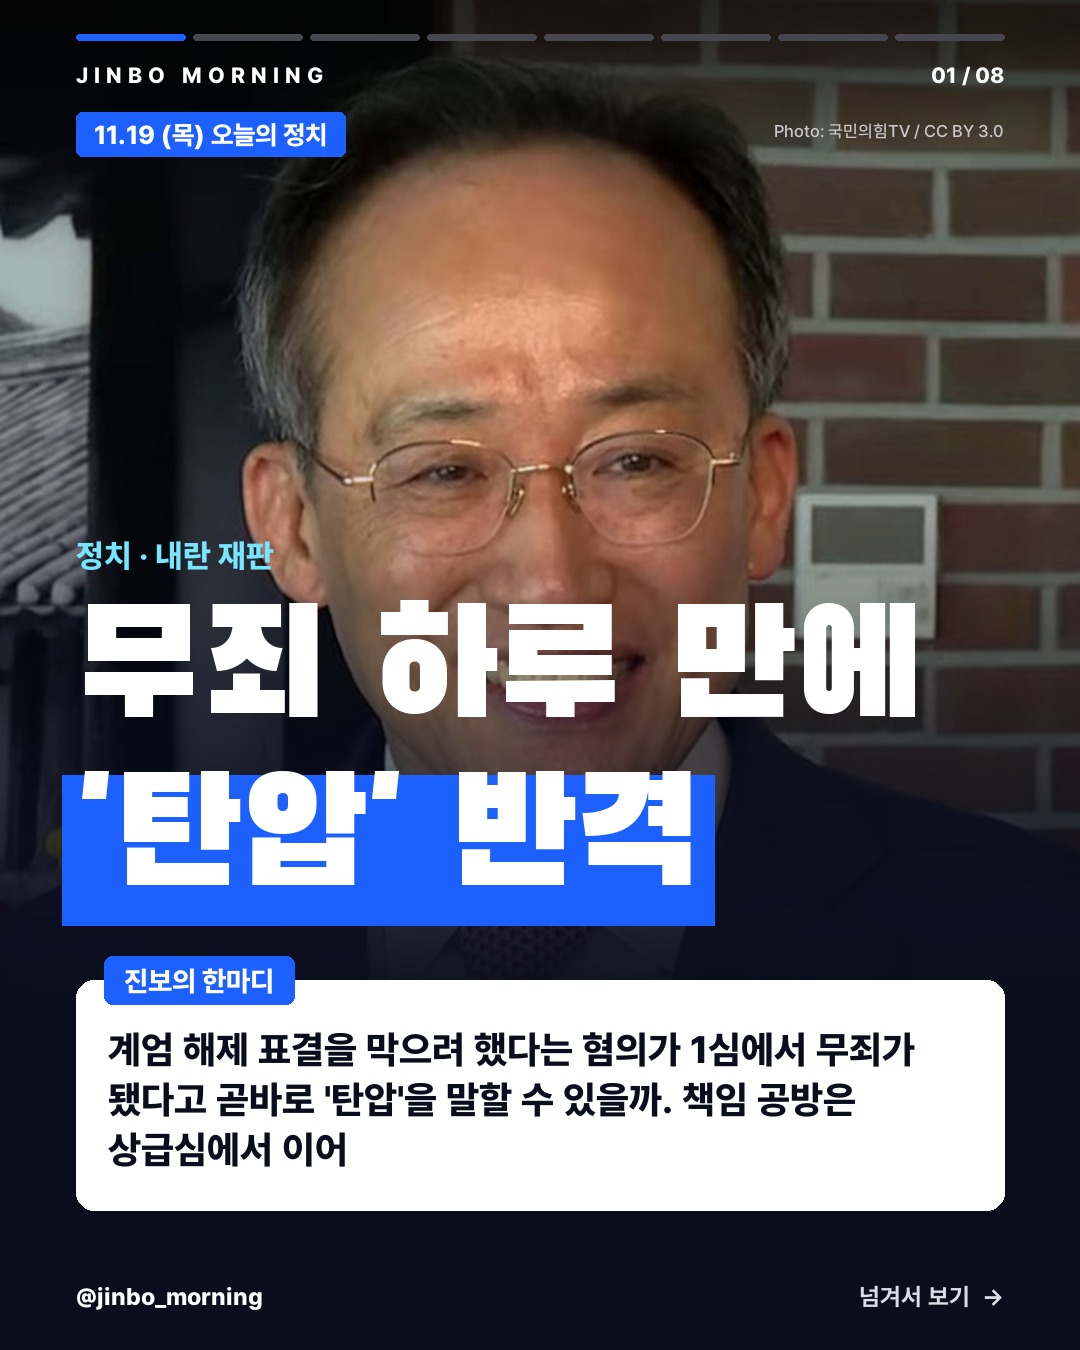 JINBO MORNING
01 / 08
11.19 (목) 오늘의 정치
Photo: 국민의힘TV / CC BY 3.0
정치 · 내란 재판
무죄 하루 만에
'탄압' 반격
진보의 한마디
계엄 해제 표결을 막으려 했다는 혐의가 1심에서 무죄가
됐다고 곧바로 '탄압'을 말할 수 있을까. 책임 공방은
상급심에서 이어
@jinbo_morning
넘겨서 보기 →